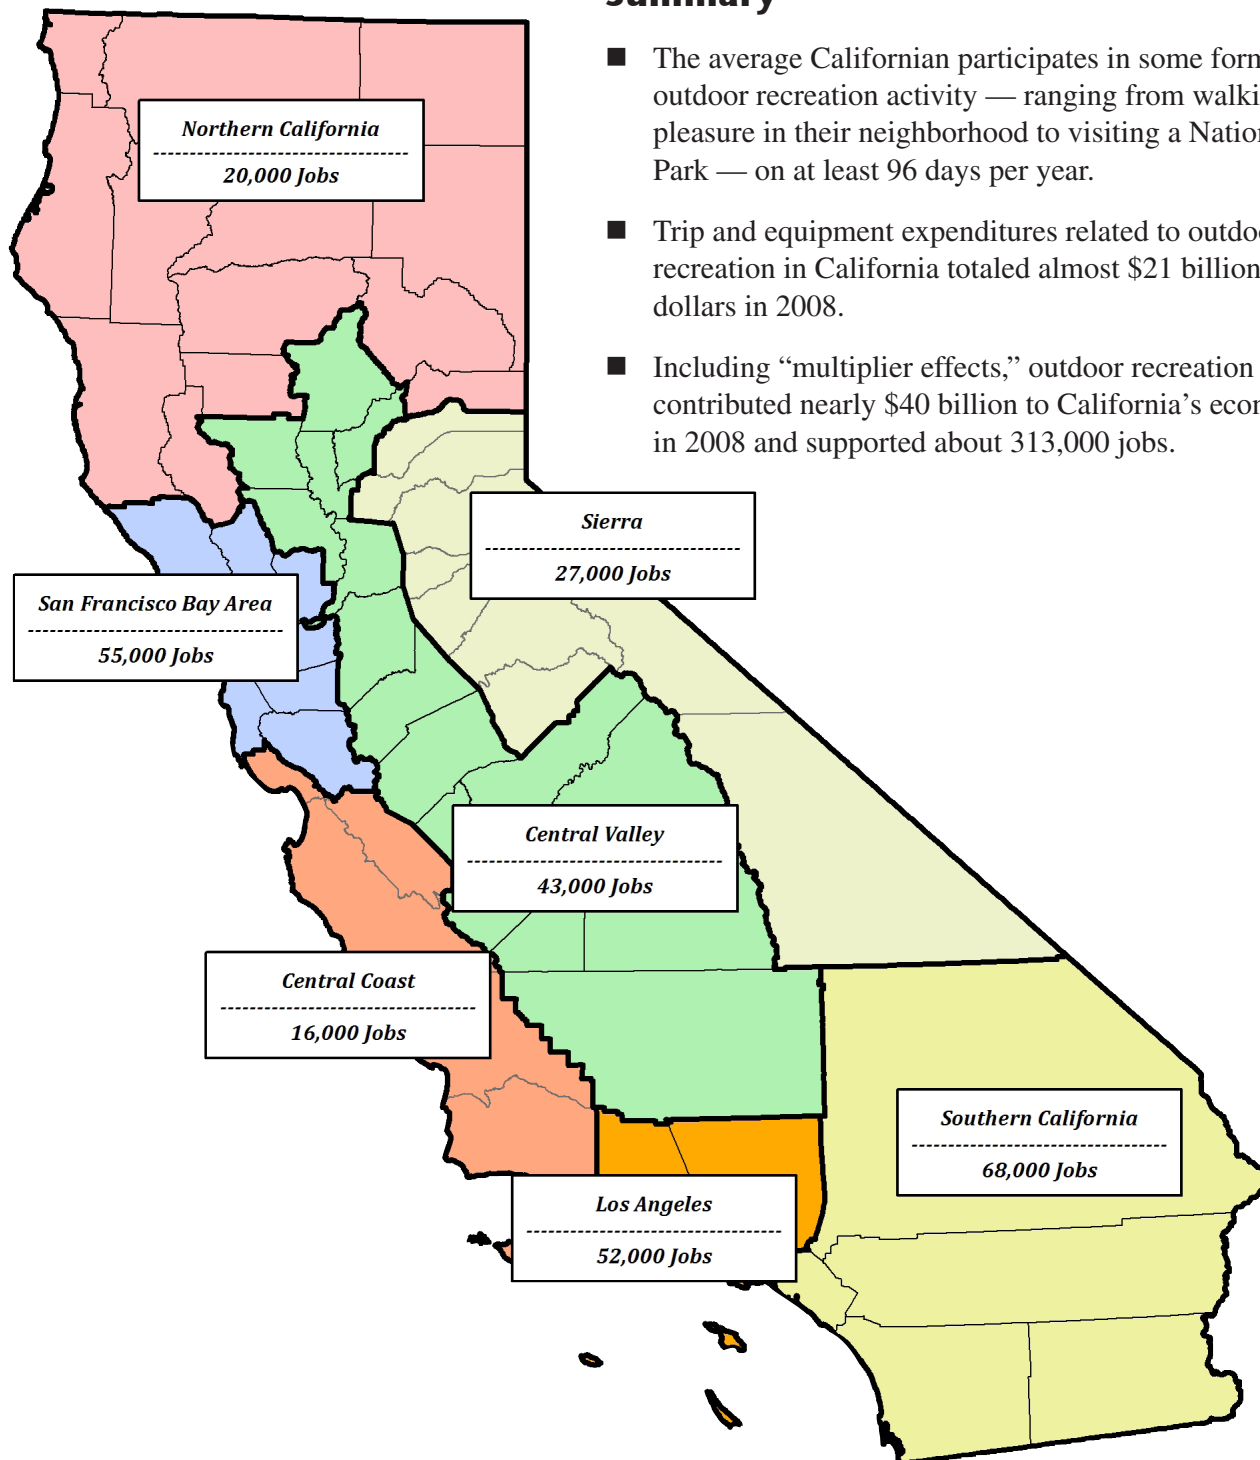 Summary
■ The average Californian participates in some form
outdoor recreation activity — ranging from walki
pleasure in their neighborhood to visiting a Nation
Park — on at least 96 days per year.
■ Trip and equipment expenditures related to outdoo
recreation in California totaled almost $21 billion
dollars in 2008.
■ Including “multiplier effects,” outdoor recreation
contributed nearly $40 billion to California’s econ
in 2008 and supported about 313,000 jobs.
Northern California
20,000 Jobs
Sierra
27,000 Jobs
San Francisco Bay Area
55,000 Jobs
Central Valley
43,000 Jobs
Central Coast
16,000 Jobs
Southern California
68,000 Jobs
Los Angeles
52,000 Jobs